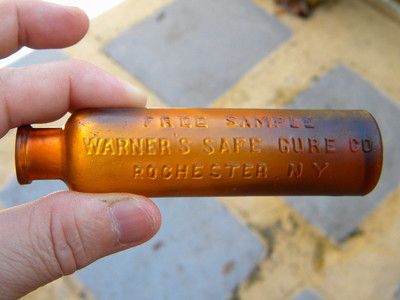 FREE SAMPLE
WARNER'S SAFE CURE CO
ROCHESTER, N Y